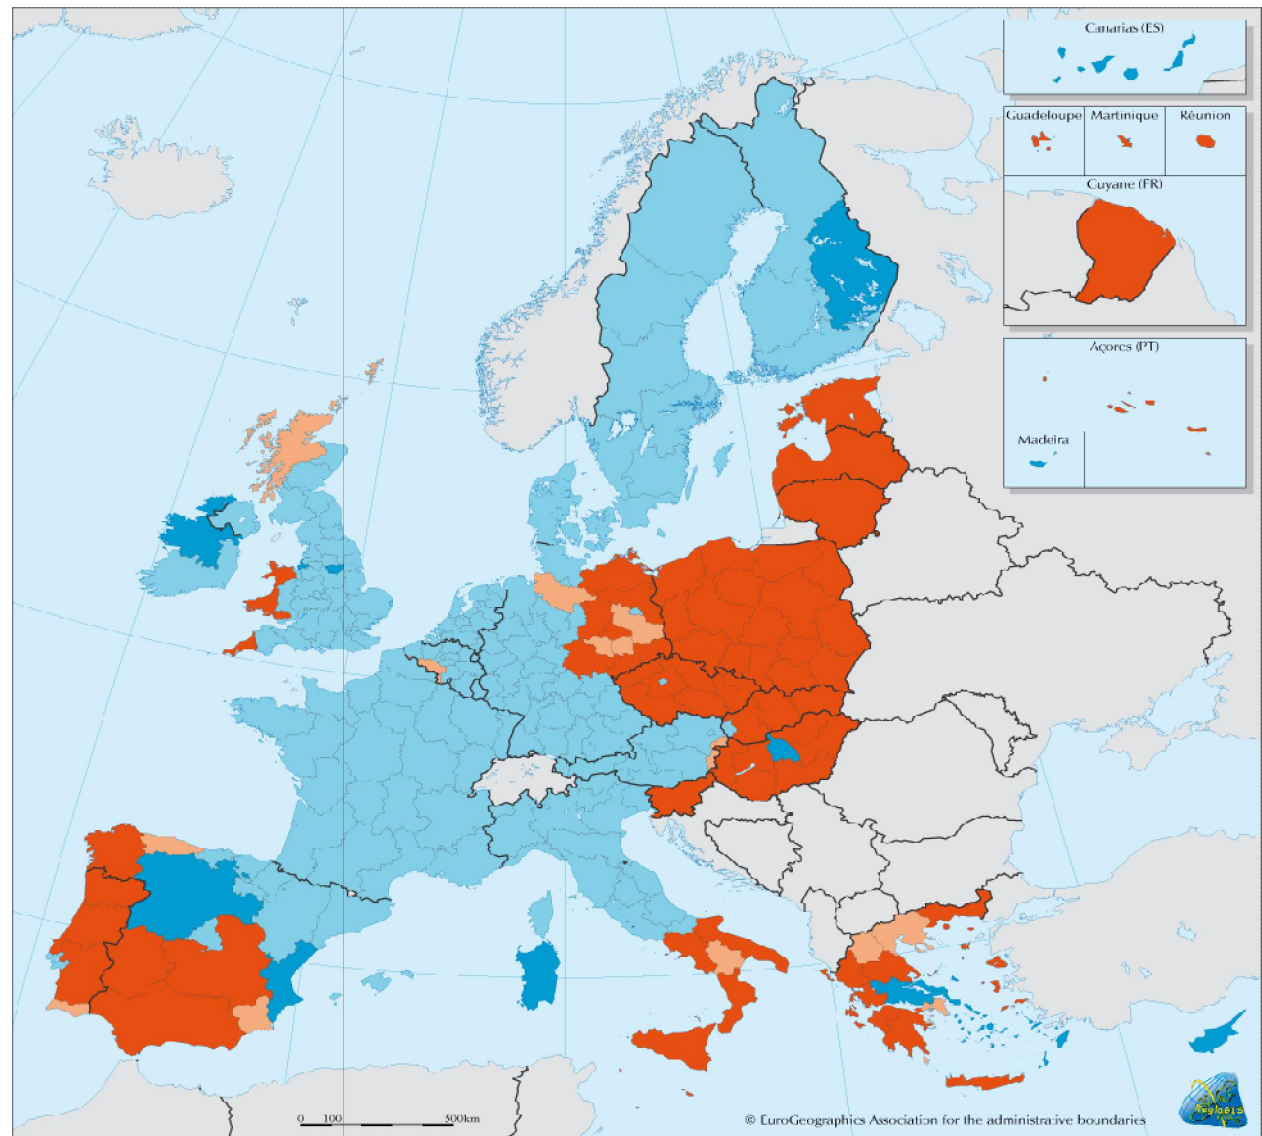 Canarias (ES)
Guadeloupe
Martinique
Réunion
Guyane (FR)
Açores (PT)
Madeira
0 100 500km
© EuroGeographics Association for the administrative boundaries